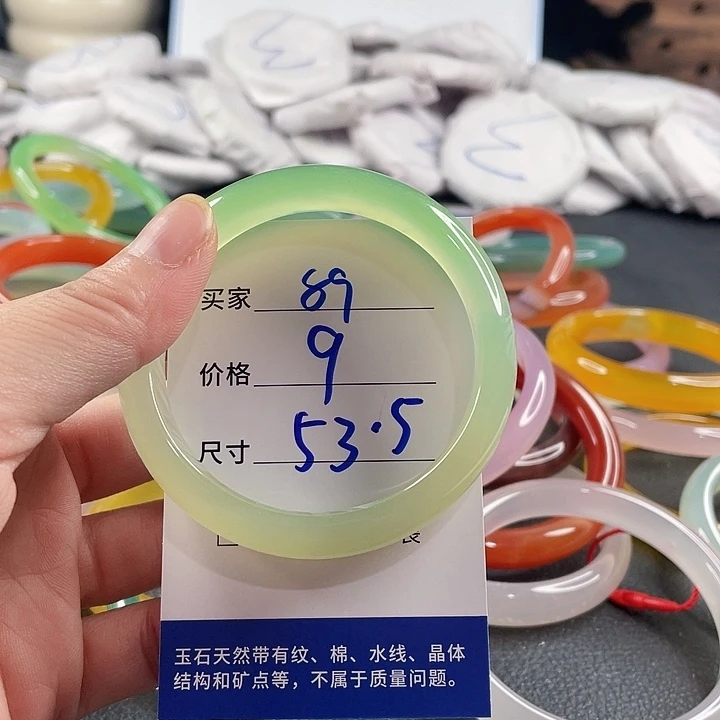 买家 89
价格 9
尺寸 53.5
玉石天然带有纹、棉、水线、晶体
结构和矿点等，不属于质量问题。